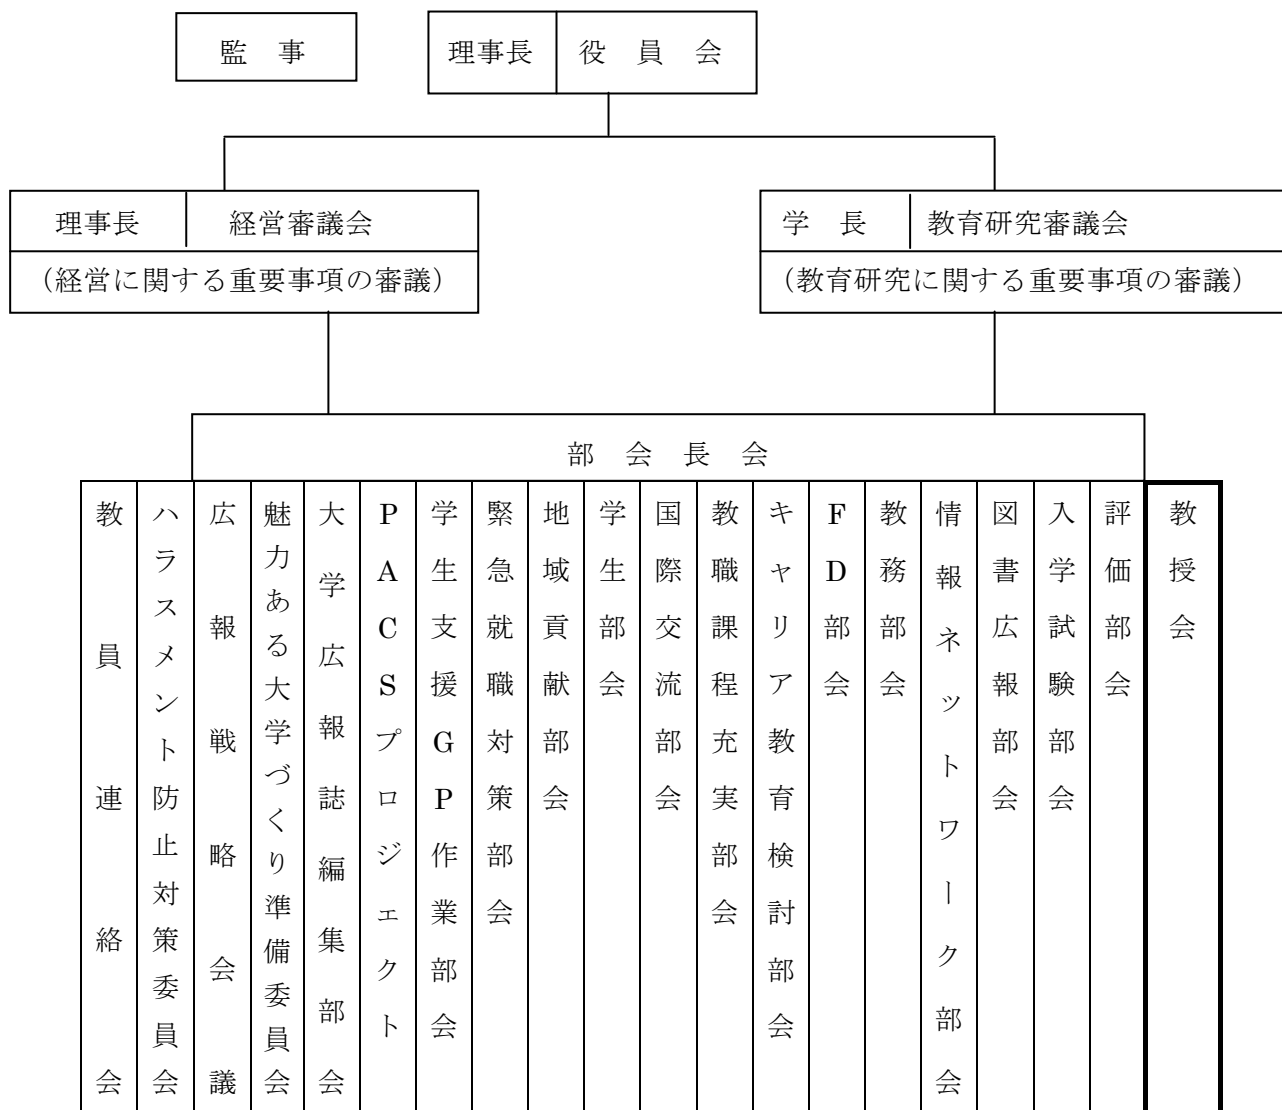 監 事
理事長 役 員 会
理事長 経営審議会
(経営に関する重要事項の審議)
学 長 教育研究審議会
(教育研究に関する重要事項の審議)
部 会 長 会
教授会
評価部会
入学試験部会
図書広報部会
情報ネットワーク部会
教務部会
FD部会
キャリア教育検討部会
教職課程充実部会
国際交流部会
学生部会
地域貢献部会
緊急就職対策部会
学生支援GP作業部会
PACSプロジェクト
大学広報誌編集部会
魅力ある大学づくり準備委員会
広報戦略会議
ハラスメント防止対策委員会
教員連絡会